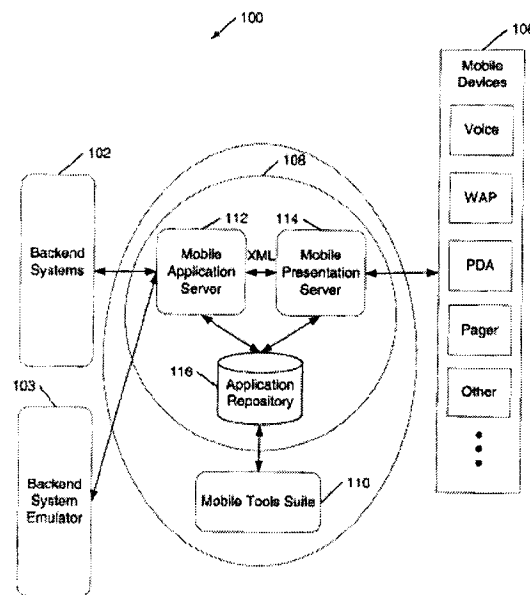 100
106
Mobile
Devices
Voice
WAP
PDA
Pager
Other
102
Backend
Systems
108
112
Mobile
Application
Server
XML
114
Mobile
Presentation
Server
116
Application
Repository
103
Backend
System
Emulator
Mobile Tools Suite
110